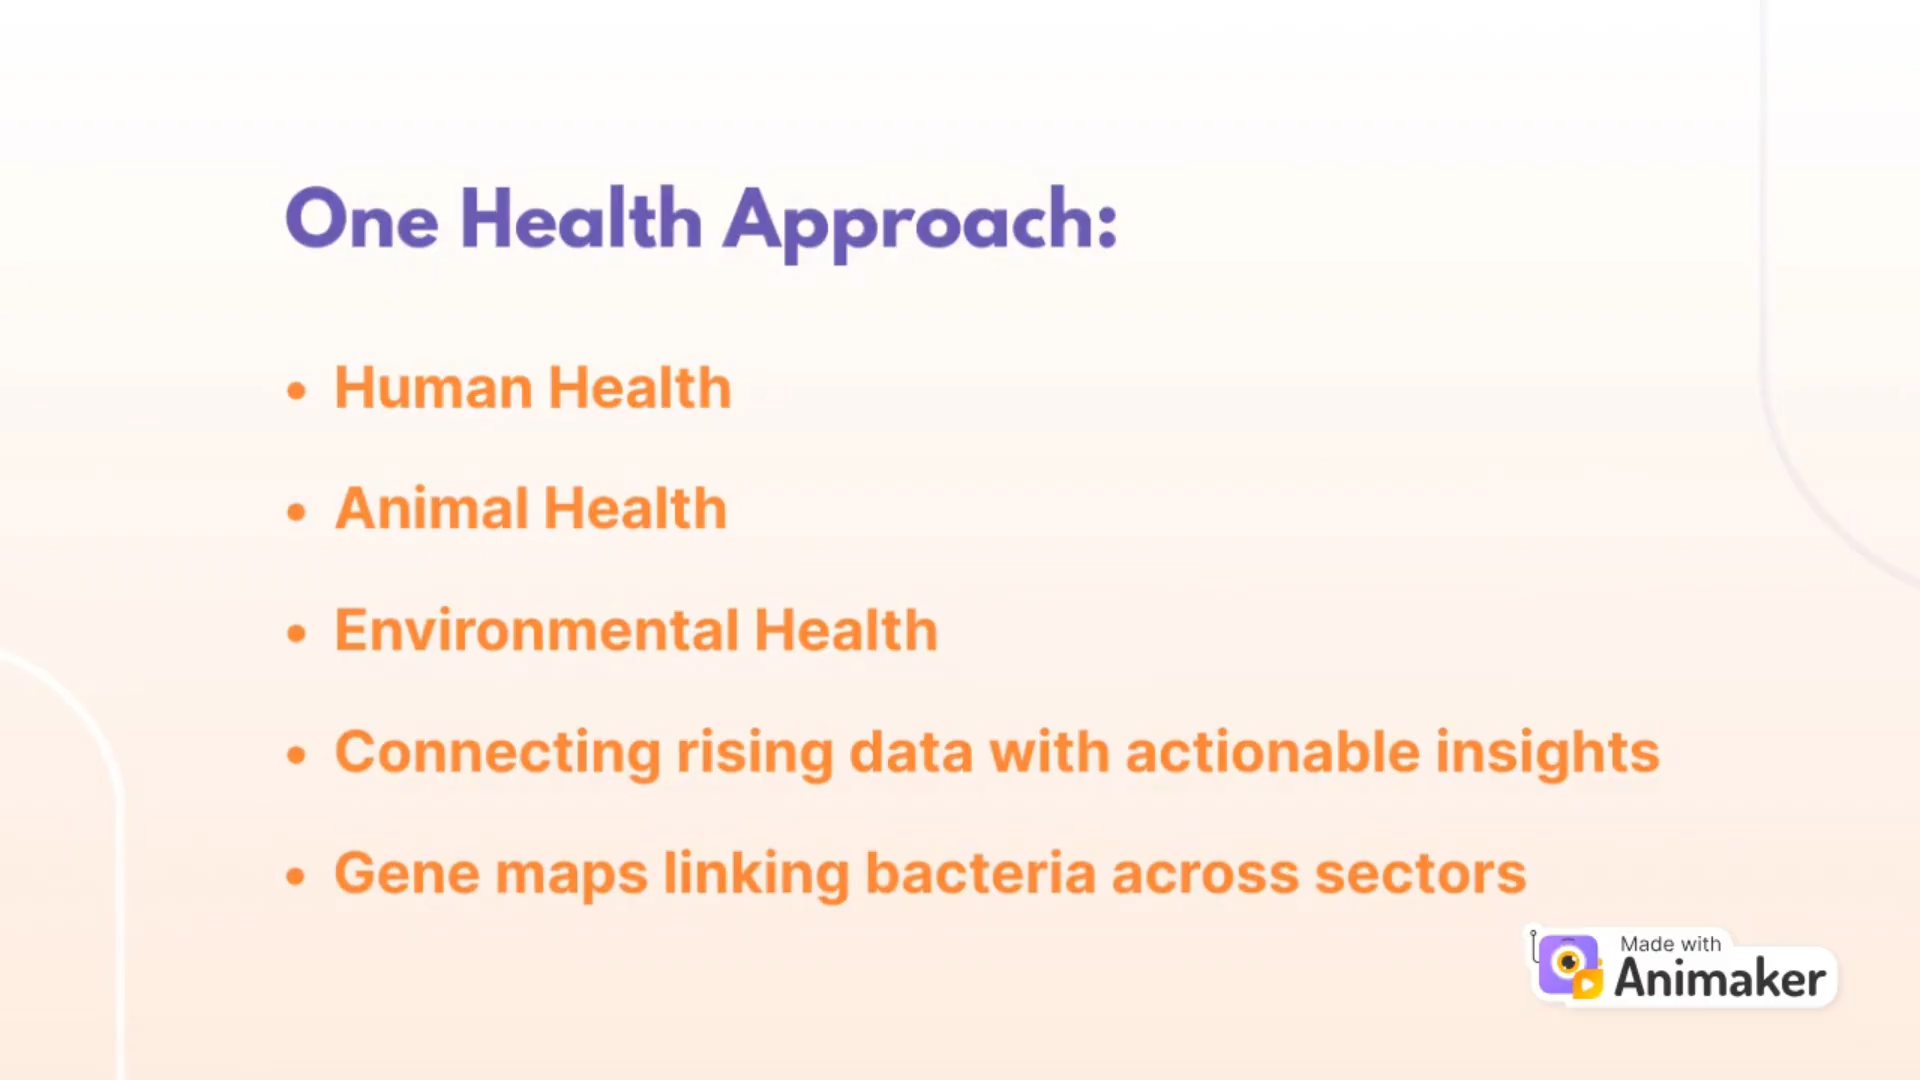 One Health Approach:
• Human Health
• Animal Health
• Environmental Health
• Connecting rising data with actionable insights
• Gene maps linking bacteria across sectors
Made with
Animaker